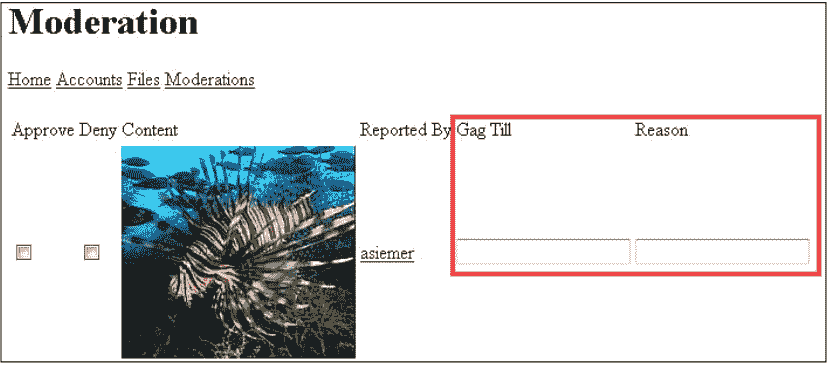 Moderation
Home Accounts Files Moderations
Approve Deny Content Reported By Gag Till Reason
asiemer